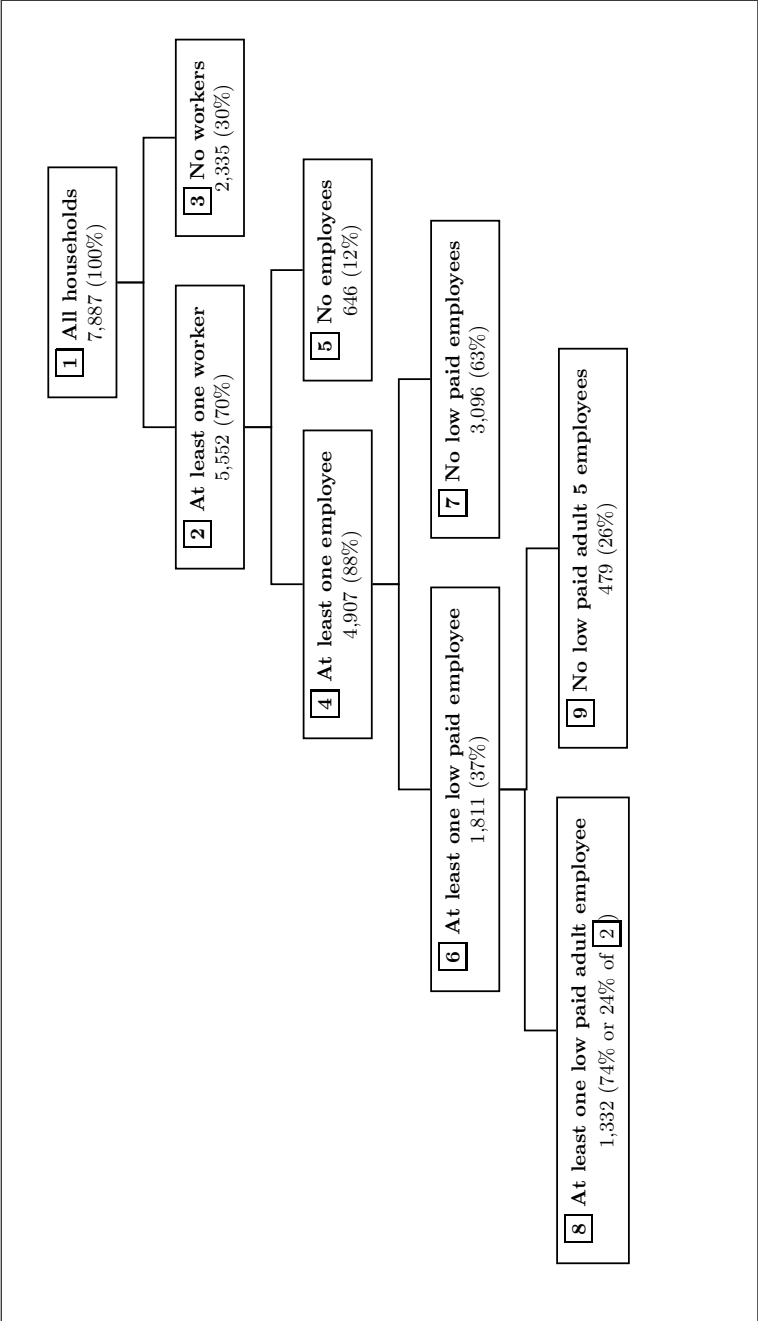 1 All households
7,887 (100%)
2 At least one worker
5,552 (70%)
3 No workers
2,335 (30%)
4 At least one employee
4,907 (88%)
5 No employees
646 (12%)
6 At least one low paid employee
1,811 (37%)
7 No low paid employees
3,096 (63%)
8 At least one low paid adult employee
1,332 (74% or 24% of 2)
9 No low paid adult 5 employees
479 (26%)